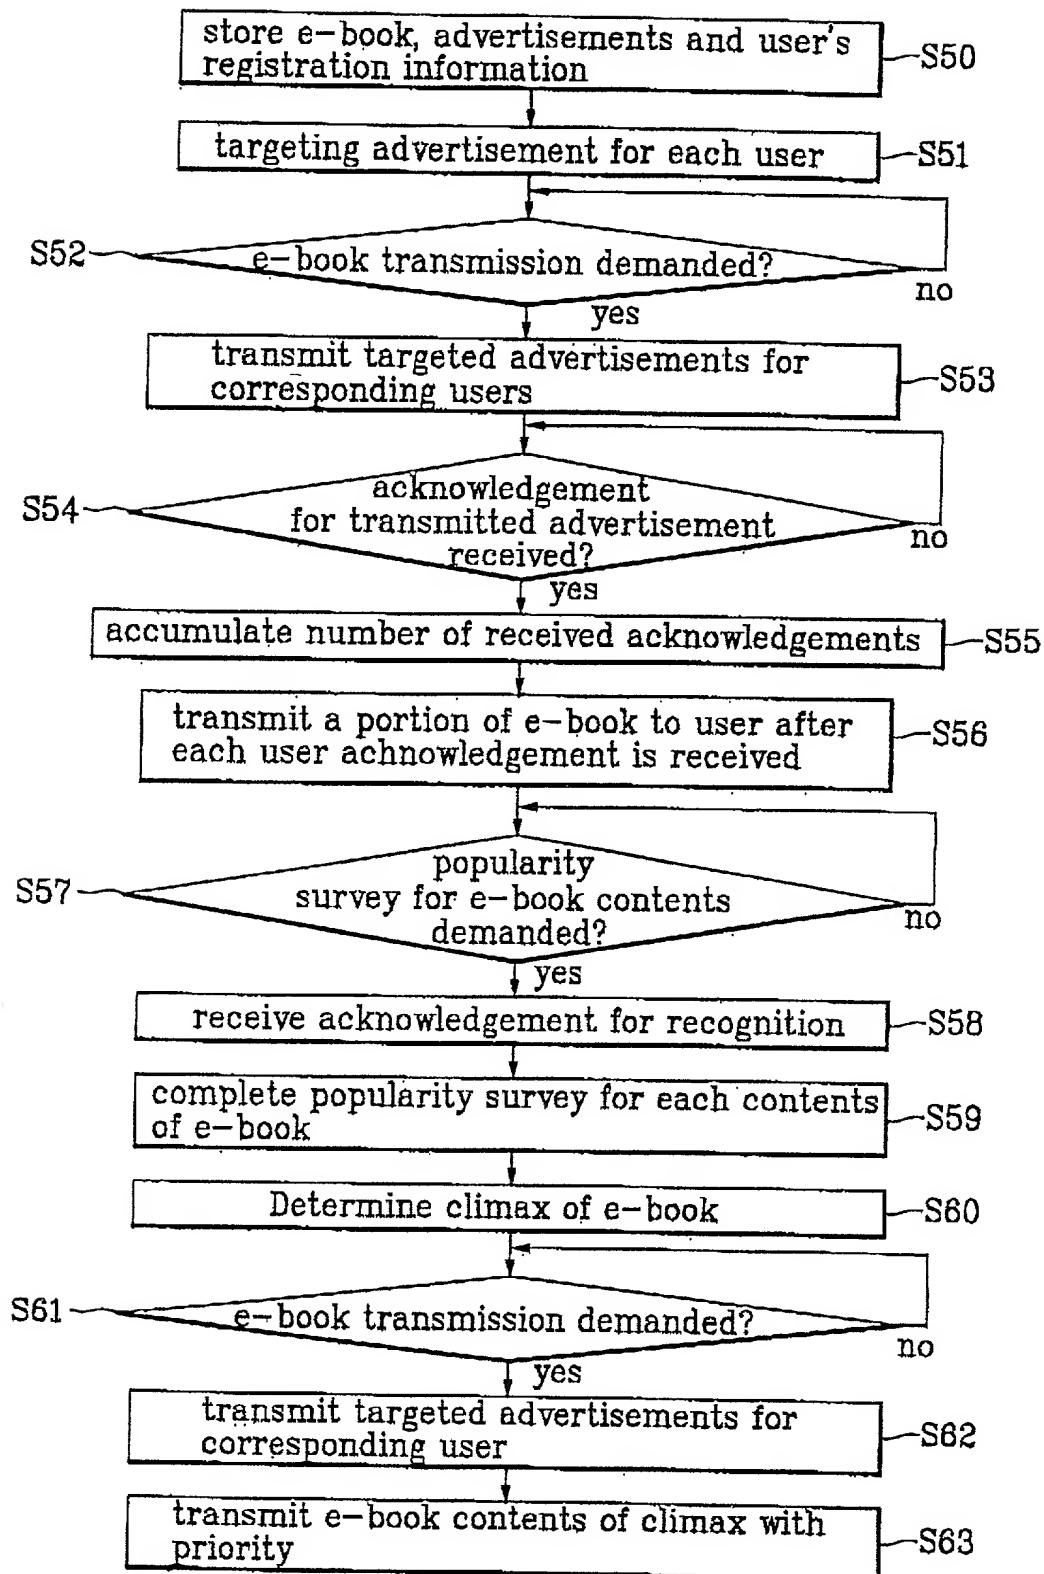 store e-book, advertisements and user's
registration information
S50
targeting advertisement for each user
S51
S52
e-book transmission demanded?
no
yes
transmit targeted advertisements for
corresponding users
S53
S54
acknowledgement
for transmitted advertisement
received?
no
yes
accumulate number of received acknowledgements
S55
transmit a portion of e-book to user after
each user achnowledgement is received
S56
S57
popularity
survey for e-book contents
demanded?
no
yes
receive acknowledgement for recognition
S58
complete popularity survey for each contents
of e-book
S59
Determine climax of e-book
S60
S61
e-book transmission demanded?
no
yes
transmit targeted advertisements for
corresponding user
S62
transmit e-book contents of climax with
priority
S63